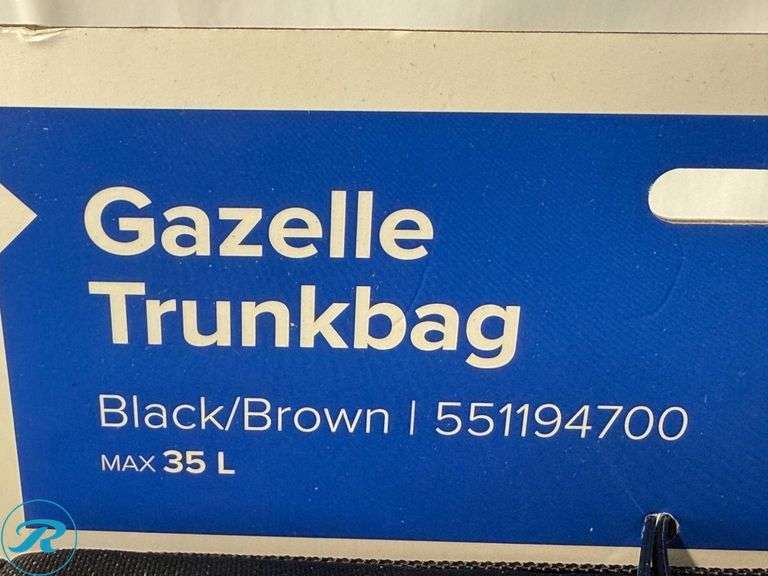 Gazelle
Trunkbag
Black/Brown | 551194700
MAX 35 L
R